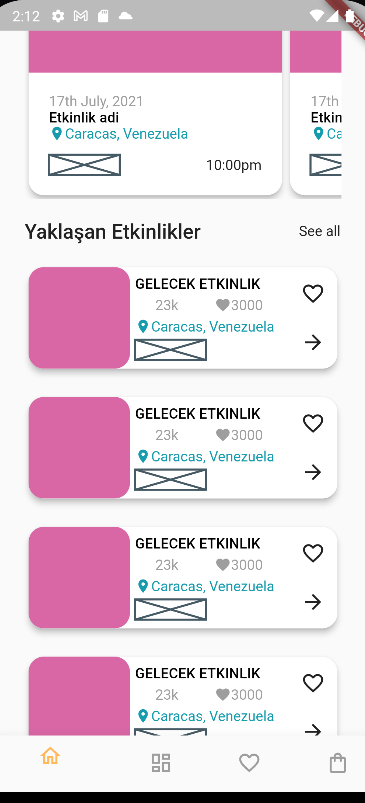 2:12
17th July, 2021
Etkinlik adi
Caracas, Venezuela
10:00pm
17th
Etkin
Ca
Yaklaşan Etkinlikler
See all
GELECEK ETKINLIK
23k
3000
Caracas, Venezuela
GELECEK ETKINLIK
23k
3000
Caracas, Venezuela
GELECEK ETKINLIK
23k
3000
Caracas, Venezuela
GELECEK ETKINLIK
23k
3000
Caracas, Venezuela